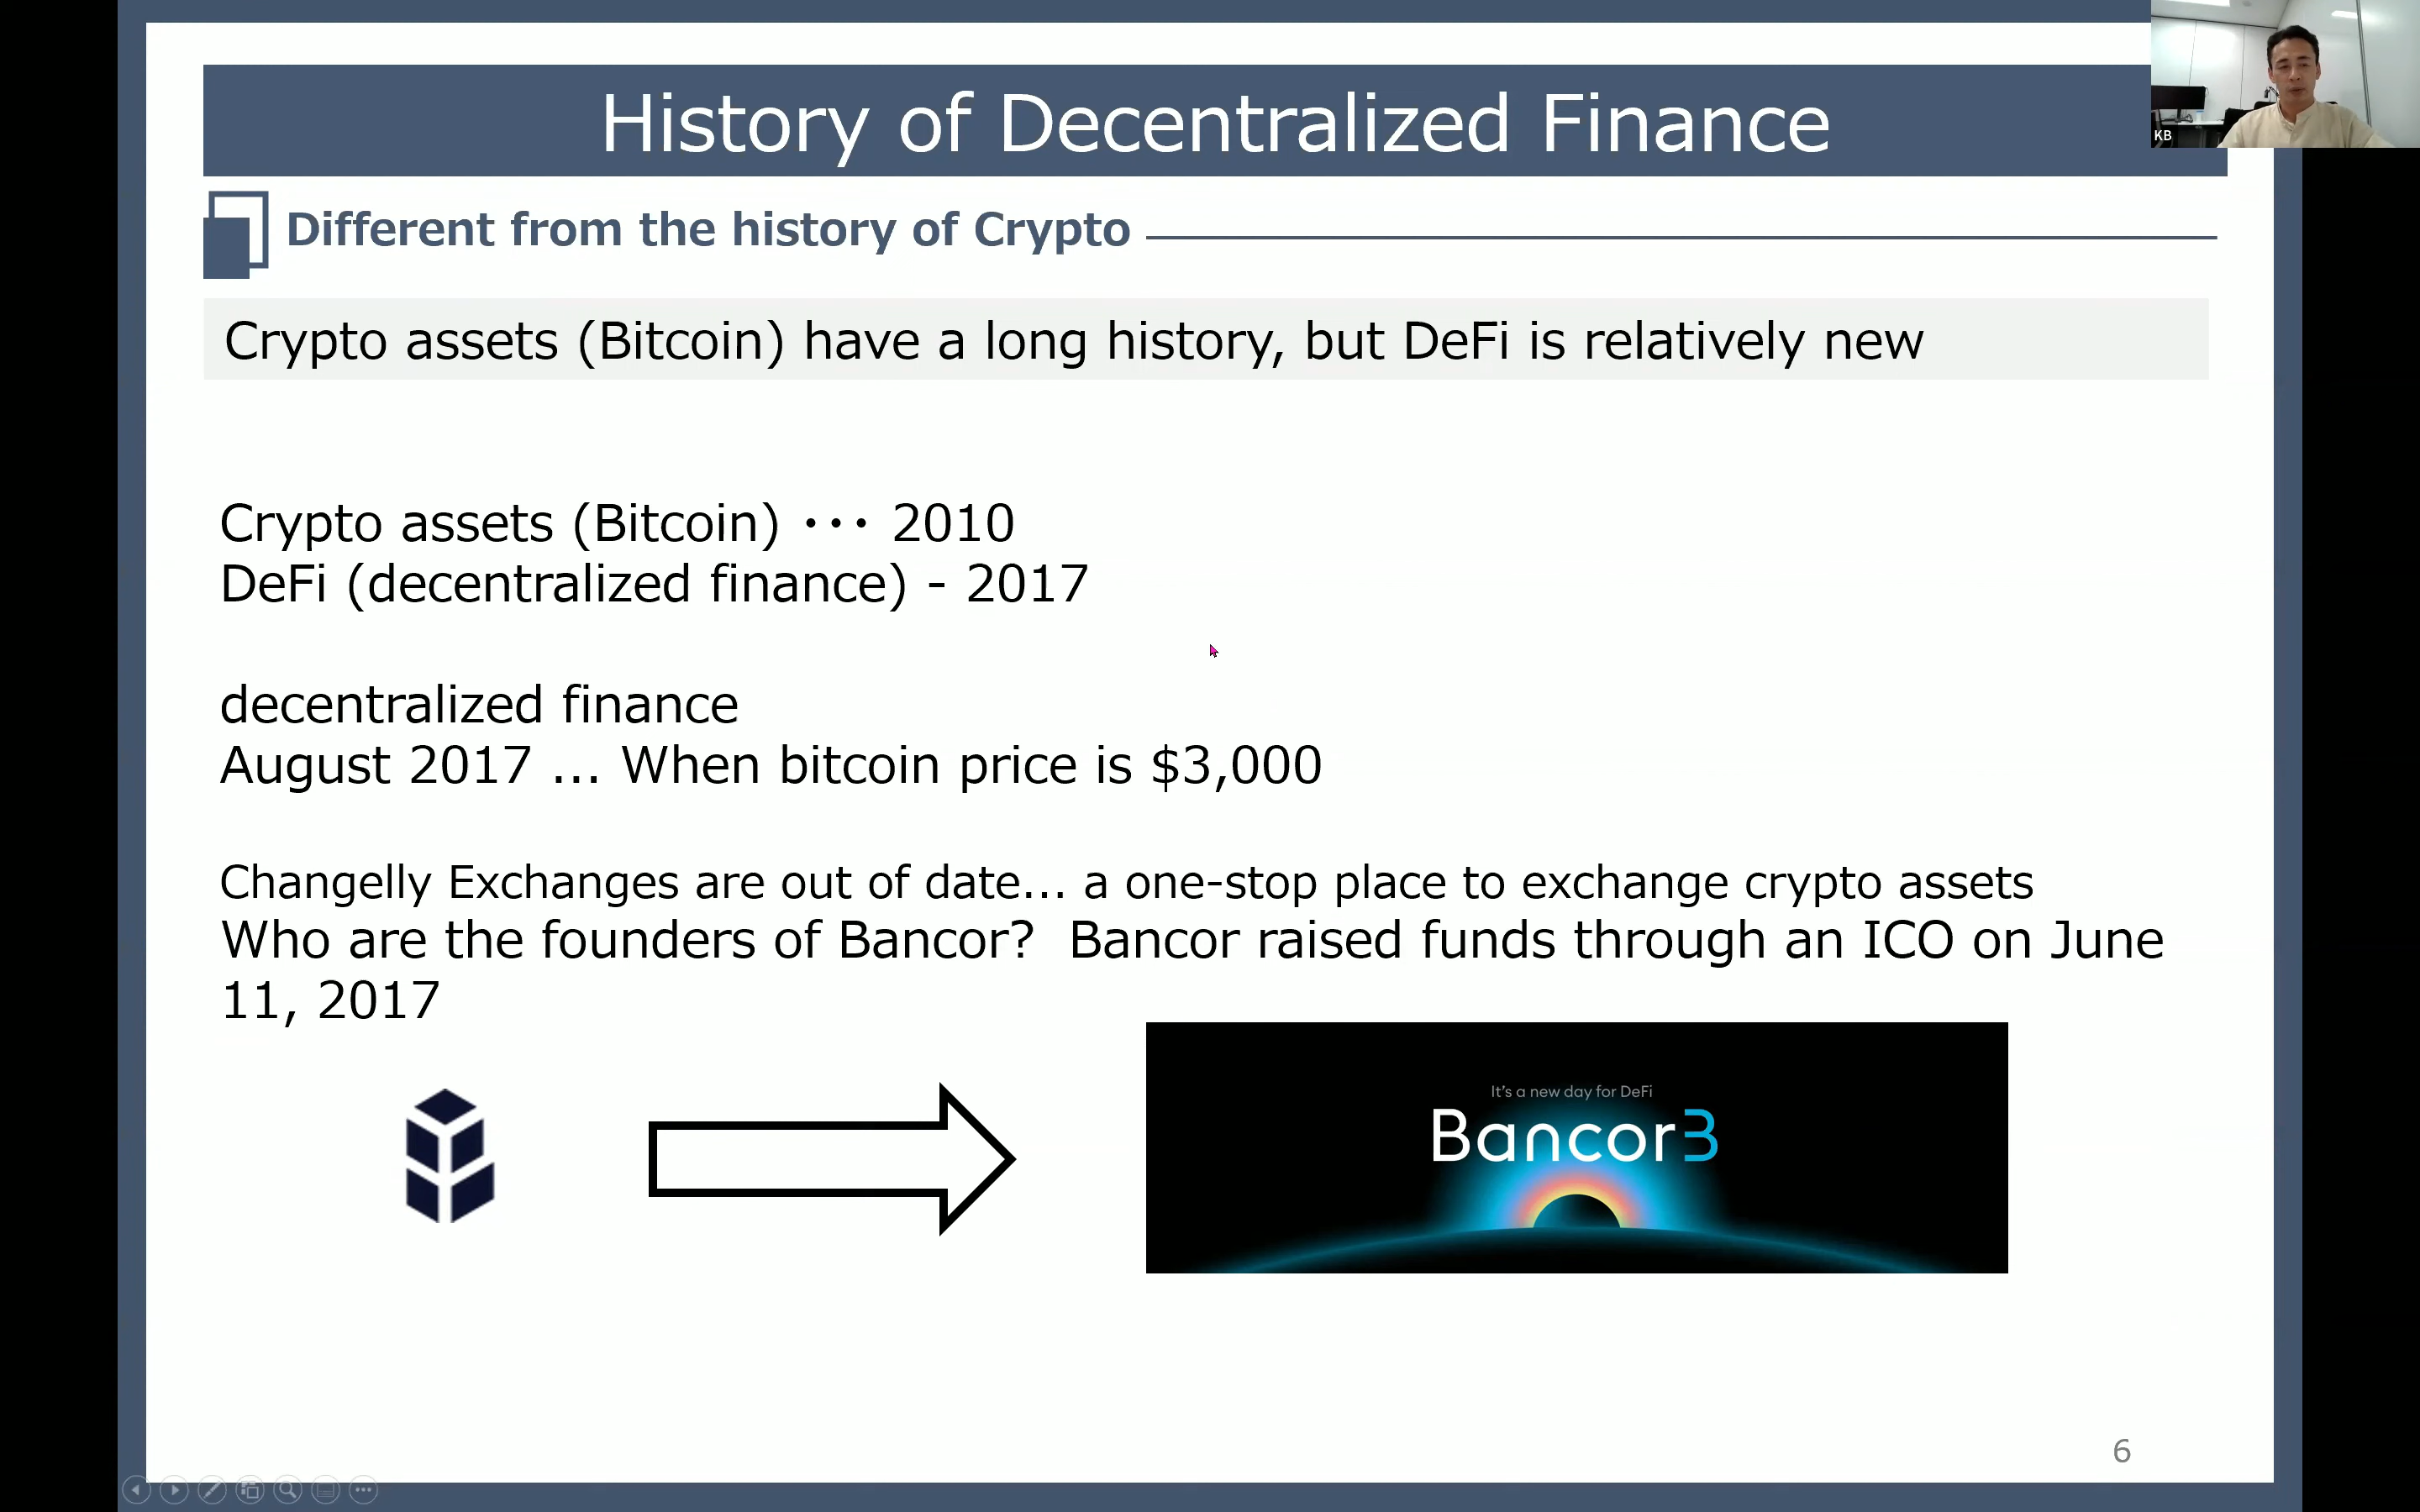 History of Decentralized Finance
KB
Different from the history of Crypto
Crypto assets (Bitcoin) have a long history, but DeFi is relatively new
Crypto assets (Bitcoin) ・・・ 2010
DeFi (decentralized finance) - 2017
decentralized finance
August 2017 ... When bitcoin price is $3,000
Changelly Exchanges are out of date... a one-stop place to exchange crypto assets
Who are the founders of Bancor?  Bancor raised funds through an ICO on June
11, 2017
It's a new day for DeFi
Bancor3
6